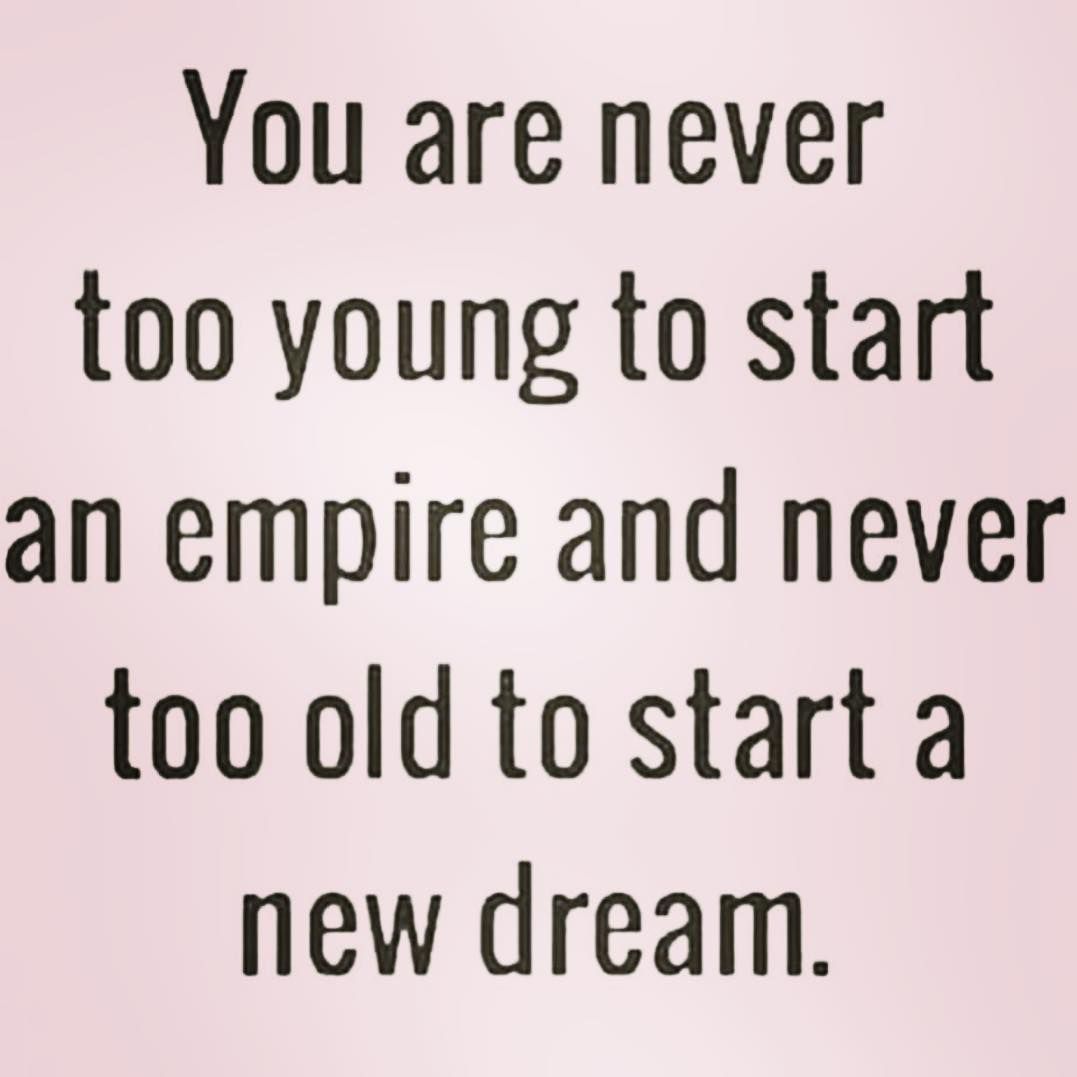 You are never
too young to start
an empire and never
too old to start a
new dream.